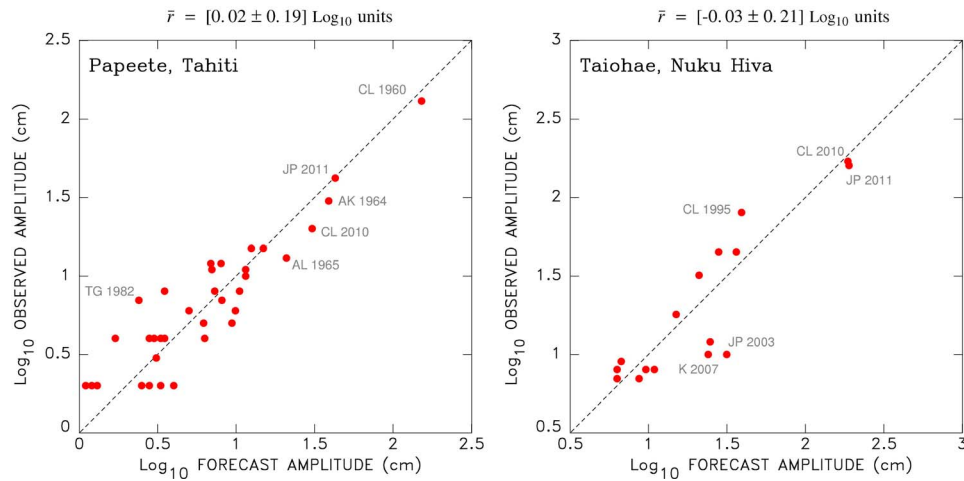 r̄ = [0.02 ± 0.19] Log₁₀ units
Papeete, Tahiti
CL 1960
JP 2011
AK 1964
CL 2010
AL 1965
TG 1982
Log₁₀ OBSERVED AMPLITUDE (cm)
2.5
2
1.5
1
0.5
0
0 0.5 1 1.5 2 2.5
Log₁₀ FORECAST AMPLITUDE (cm)
r̄ = [-0.03 ± 0.21] Log₁₀ units
Taiohae, Nuku Hiva
CL 2010
JP 2011
CL 1995
JP 2003
K 2007
Log₁₀ OBSERVED AMPLITUDE (cm)
3
2.5
2
1.5
1
0.5
0.5 1 1.5 2 2.5 3
Log₁₀ FORECAST AMPLITUDE (cm)